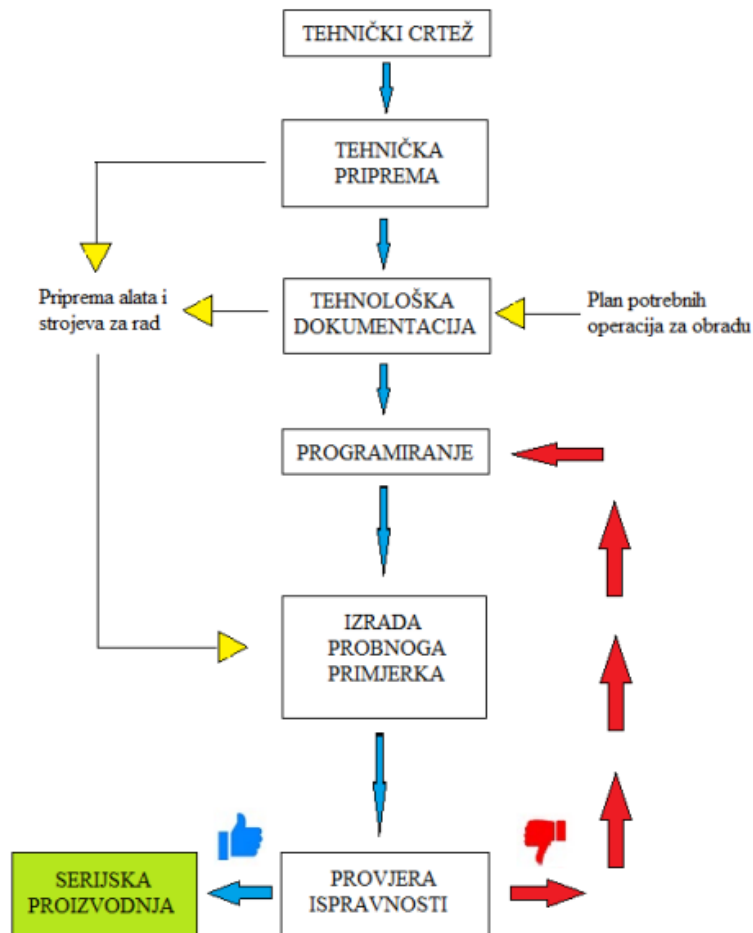 TEHNIČKI CRTEŽ
TEHNIČKA
PRIPREMA
Priprema alata i
strojeva za rad
TEHNOLOŠKA
DOKUMENTACIJA
Plan potrebnih
operacija za obradu
PROGRAMIRANJE
IZRADA
PROBNOGA
PRIMJERKA
SERIJSKA
PROIZVODNJA
PROVJERA
ISPRAVNOSTI